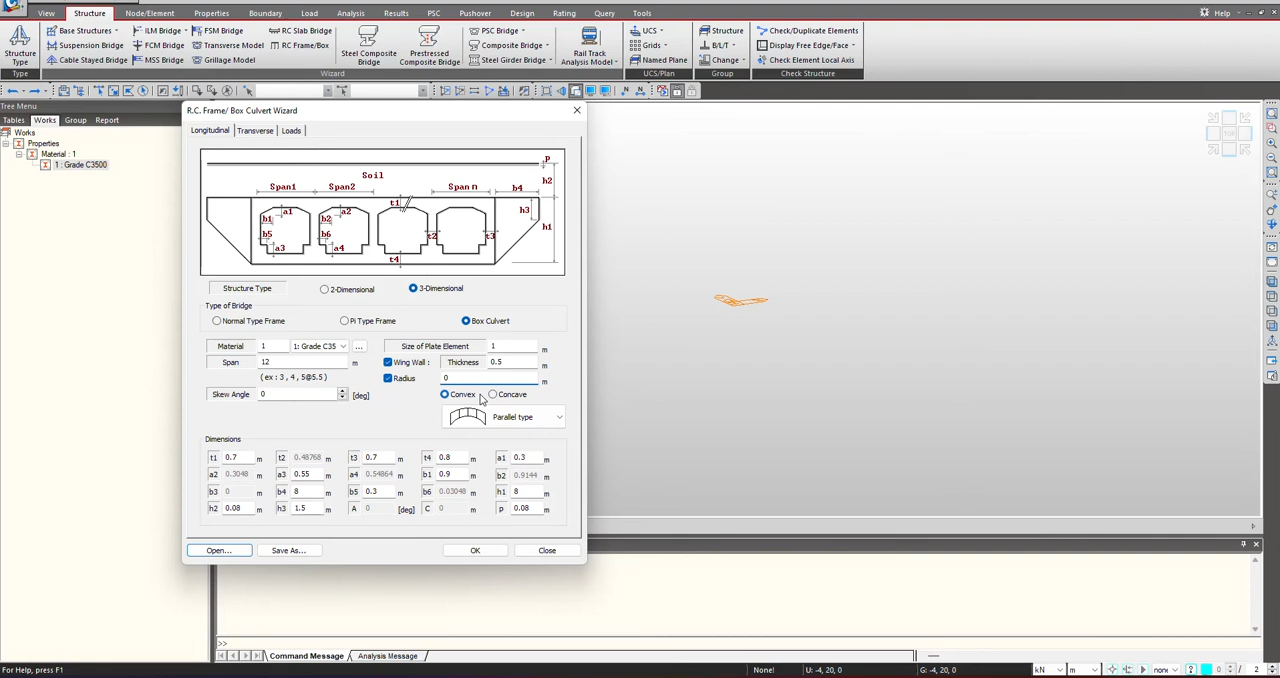 View Structure Node/Element Properties Boundary Load Analysis Results PSC Pushover Design Rating Query Tools Help
Structure Type
Base Structures
Suspension Bridge
Cable Stayed Bridge
ILM Bridge
FCM Bridge
MSS Bridge
FSM Bridge
Transverse Model
Grillage Model
RC Slab Bridge
RC Frame/Box
Steel Composite Bridge
Prestressed Composite Bridge
PSC Bridge
Composite Bridge
Steel Girder Bridge
Rail Track Analysis Model
UCS
Grids
Named Plane
Structure
B/L/T
Change
Check/Duplicate Elements
Display Free Edge/Face
Check Element Local Axis
Type Wizard UCS/Plan Group Check Structure
Tree Menu
Tables Works Group Report
Works
Properties
Material : 1
1 : Grade C3500
TOP
R.C. Frame/ Box Culvert Wizard
Longitudinal Transverse Loads
p
Soil
h2
Span1 Span2 Span n b4
t1
h3
h1
b1 a1 b2 a2
b5 b6 t2 t3
a3 a4 t4
Structure Type 2-Dimensional 3-Dimensional
Type of Bridge
Normal Type Frame Pi Type Frame Box Culvert
Material 1 1: Grade C35 ... Size of Plate Element 1 m
Span 12 m Wing Wall : Thickness 0.5 m
(ex : 3 , 4 , 5@5.5) Radius 0 m
Skew Angle 0 [deg] Convex Concave
Parallel type
Dimensions
t1 0.7 m t2 0.48768 m t3 0.7 m t4 0.8 m a1 0.3 m
a2 0.3048 m a3 0.55 m a4 0.54864 m b1 0.9 m b2 0.9144 m
b3 0 m b4 8 m b5 0.3 m b6 0.03048 m h1 8 m
h2 0.08 m h3 1.5 m A 0 [deg] C 0 m p 0.08 m
Open... Save As... OK Close
>>
Command Message Analysis Message
For Help, press F1 None! U: -4, 20, 0 G: -4, 20, 0 kN m none 0 / 2